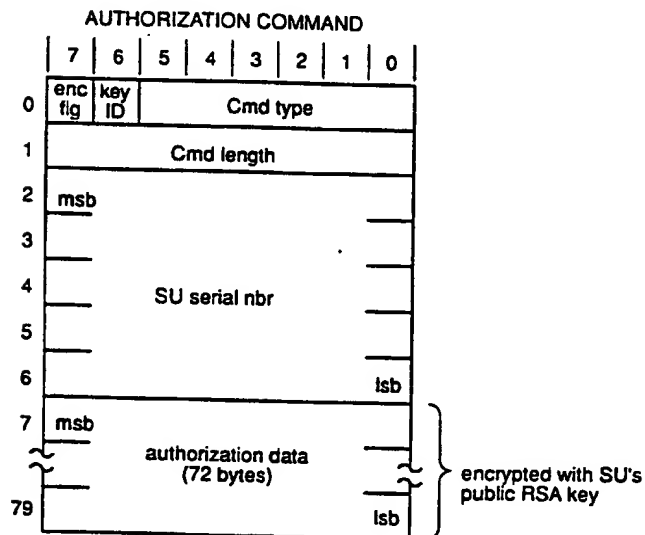 AUTHORIZATION COMMAND
7 6 5 4 3 2 1 0
0 enc flg key ID Cmd type
1 Cmd length
2 msb
3
4 SU serial nbr
5
6 lsb
7 msb
authorization data
(72 bytes)
encrypted with SU's
public RSA key
79 lsb